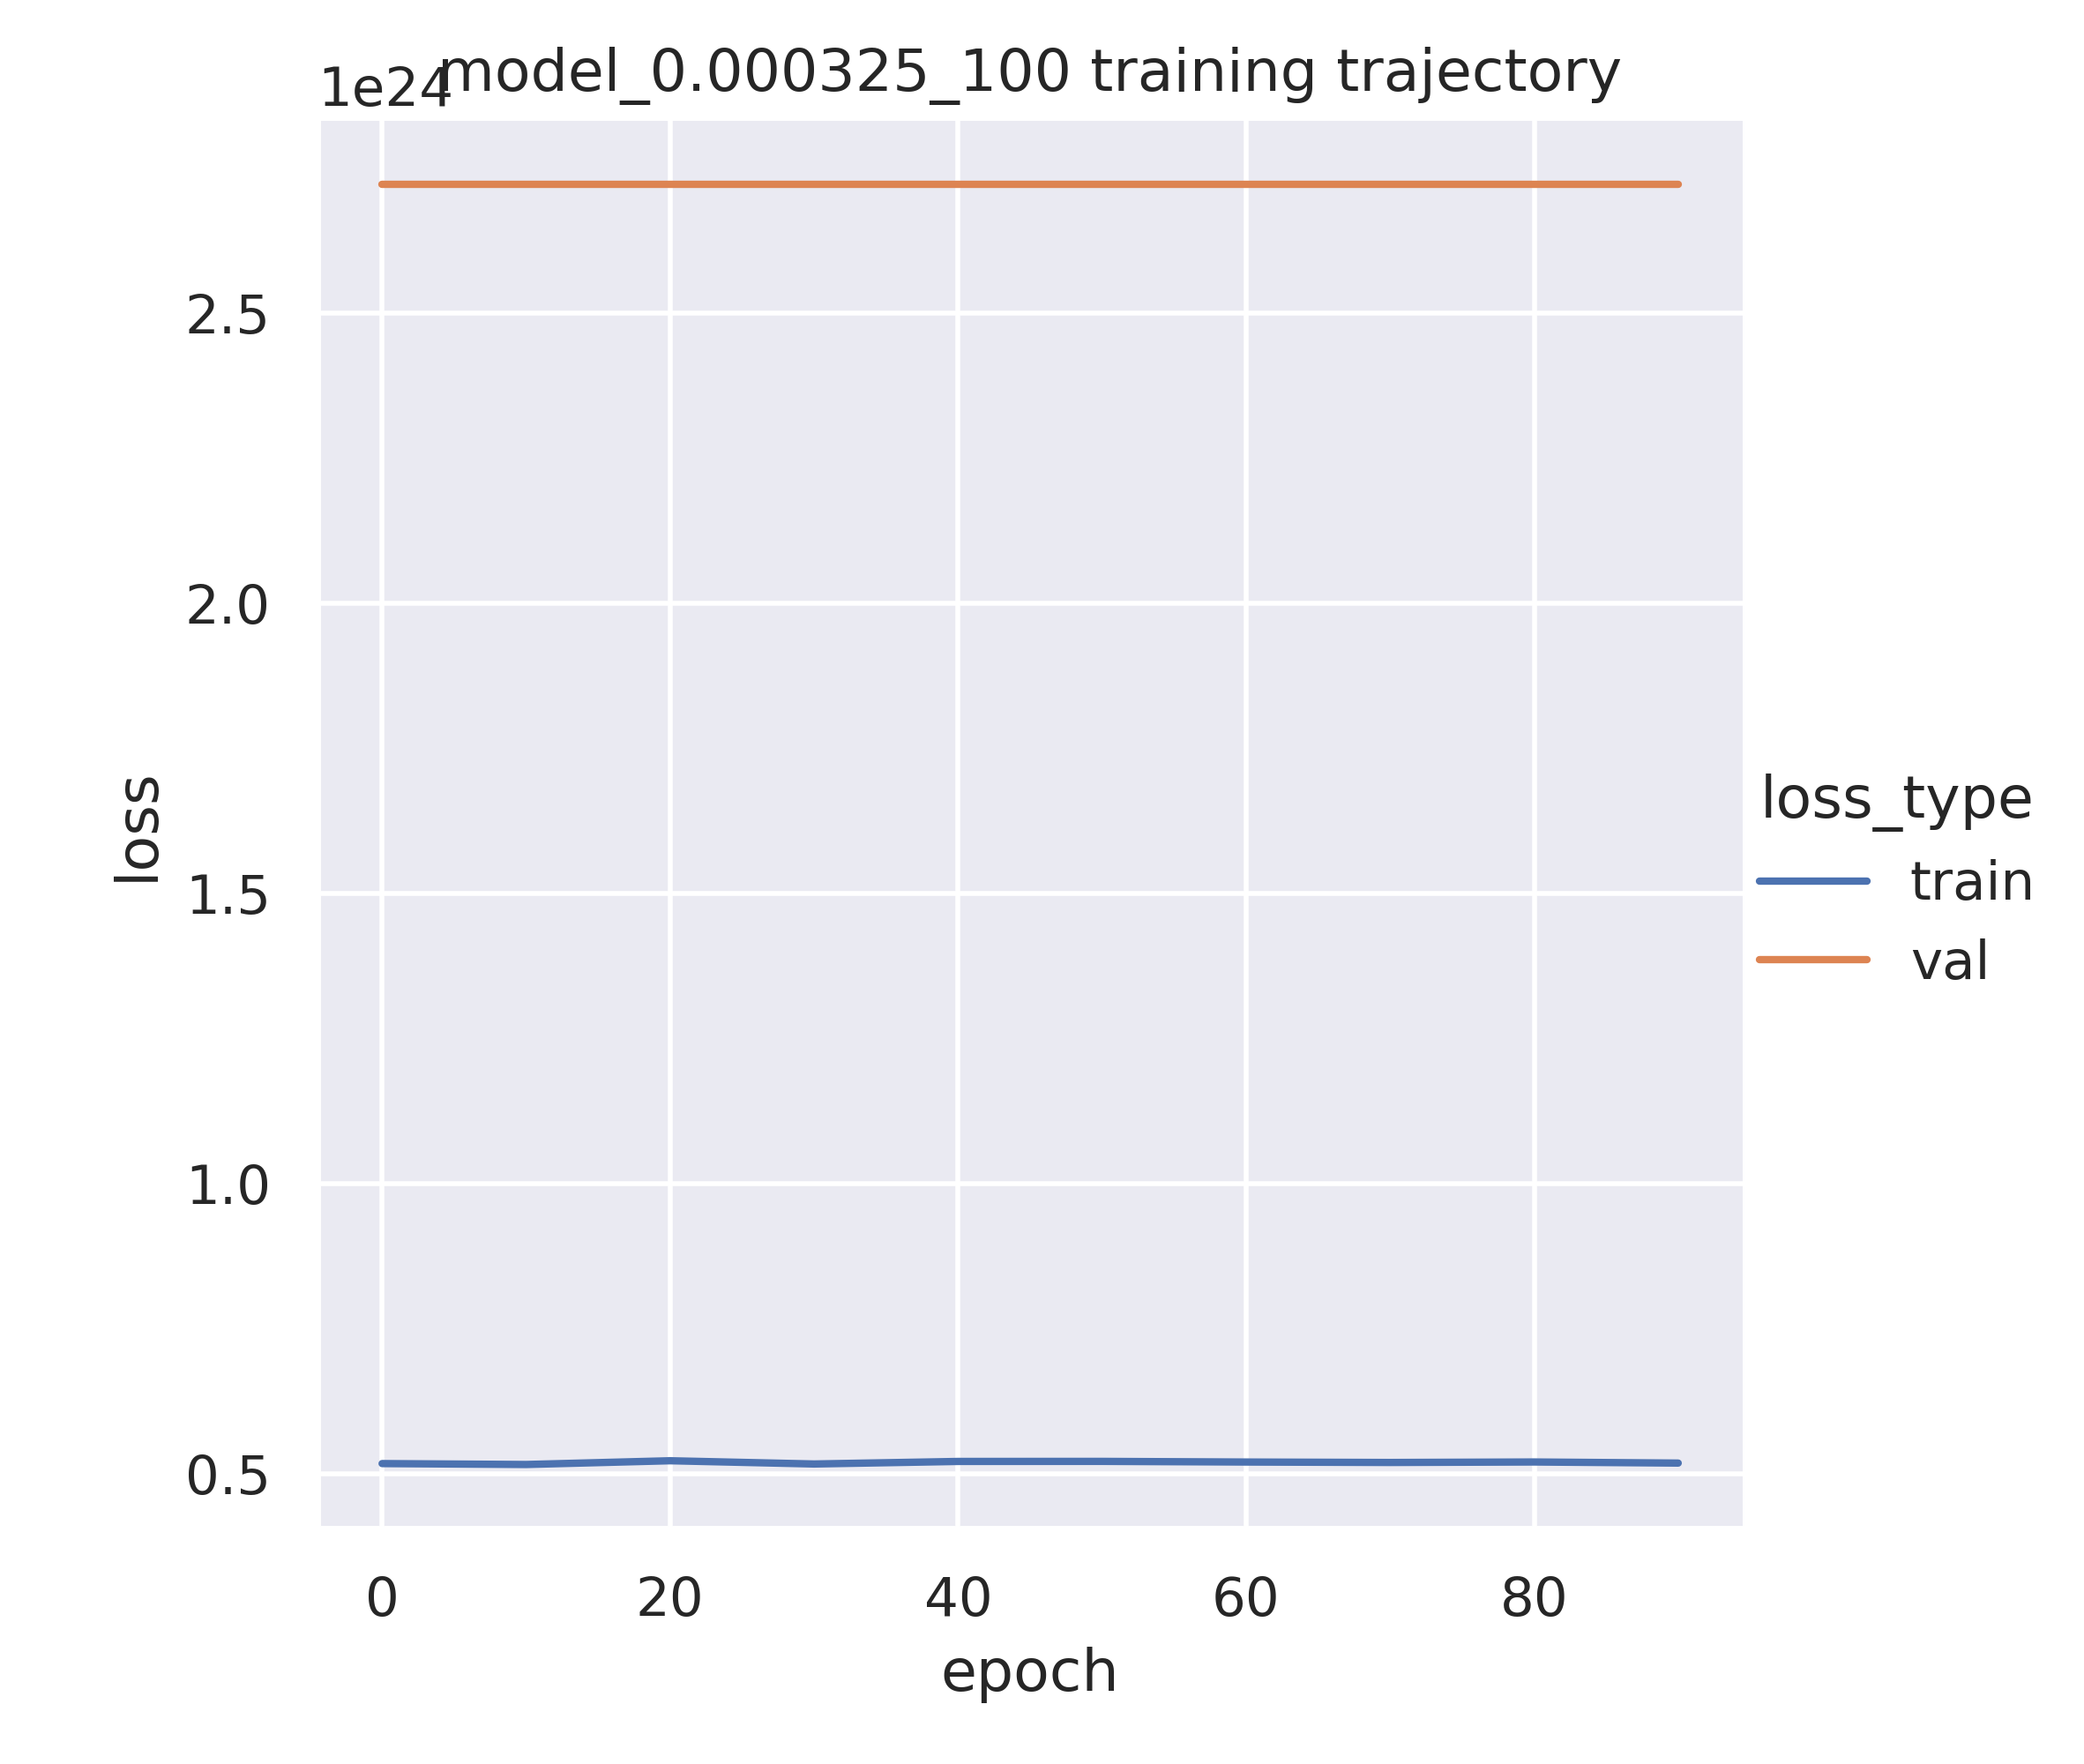 model_0.000325_100 training trajectory
1e24
2.5
2.0
1.5
1.0
0.5
loss
0 20 40 60 80
epoch
loss_type
train
val